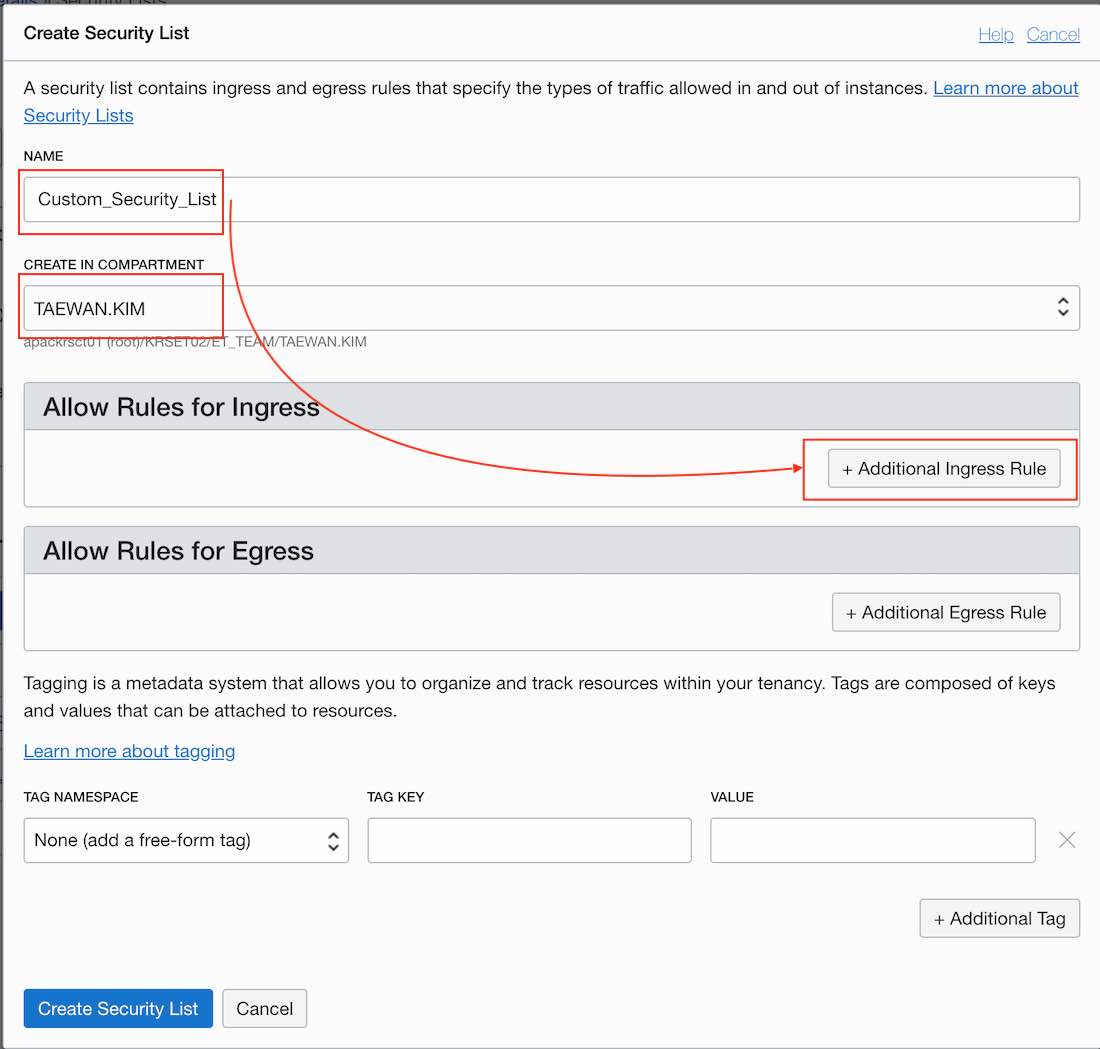 Create Security List
Help Cancel
A security list contains ingress and egress rules that specify the types of traffic allowed in and out of instances. Learn more about
Security Lists
NAME
Custom_Security_List
CREATE IN COMPARTMENT
TAEWAN.KIM
apackrsct01 (root)/KRSET02/ET_TEAM/TAEWAN.KIM
Allow Rules for Ingress
+ Additional Ingress Rule
Allow Rules for Egress
+ Additional Egress Rule
Tagging is a metadata system that allows you to organize and track resources within your tenancy. Tags are composed of keys
and values that can be attached to resources.
Learn more about tagging
TAG NAMESPACE TAG KEY VALUE
None (add a free-form tag)
+ Additional Tag
Create Security List Cancel